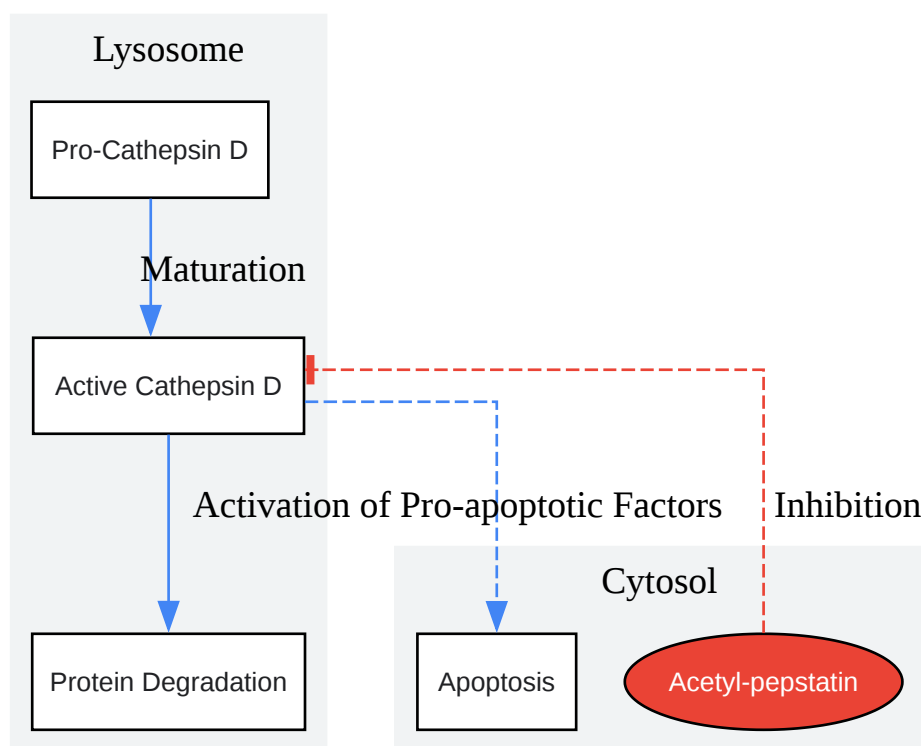 Lysosome
Pro-Cathepsin D
Maturation
Active Cathepsin D
Activation of Pro-apoptotic Factors
Inhibition
Cytosol
Protein Degradation
Apoptosis
Acetyl-pepstatin